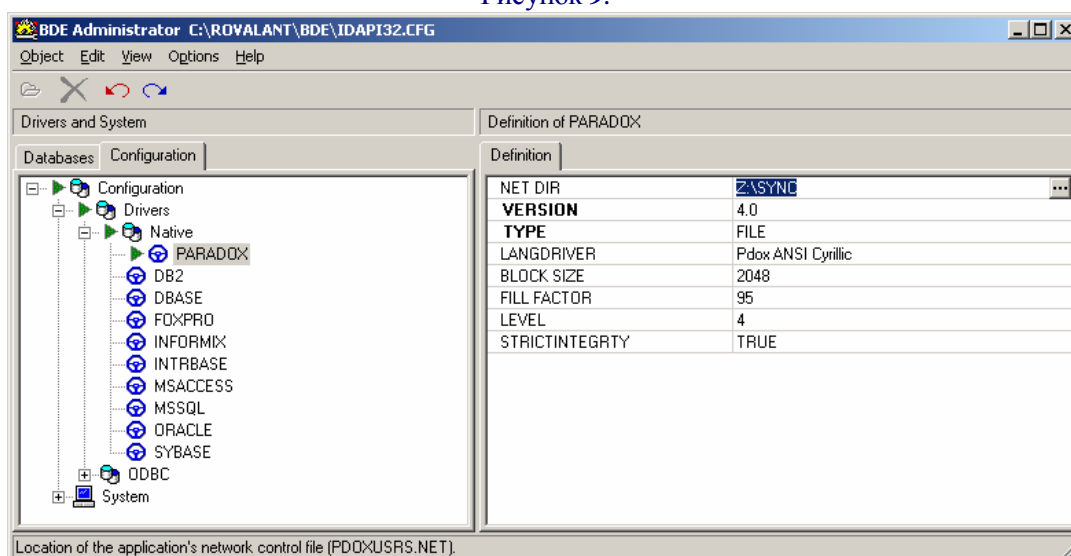 Рисунок 9.
BDE Administrator C:\ROVALANT\BDE\IDAPI32.CFG
Object Edit View Options Help
Drivers and System
Definition of PARADOX
Databases Configuration
Definition
Configuration
Drivers
Native
PARADOX
DB2
DBASE
FOXPRO
INFORMIX
INTRBASE
MSACCESS
MSSQL
ORACLE
SYBASE
ODBC
System
NET DIR Z:\SYNC
VERSION 4.0
TYPE FILE
LANGDRIVER Pdox ANSI Cyrillic
BLOCK SIZE 2048
FILL FACTOR 95
LEVEL 4
STRICTINTEGRTY TRUE
Location of the application's network control file (PDOXUSRS.NET).